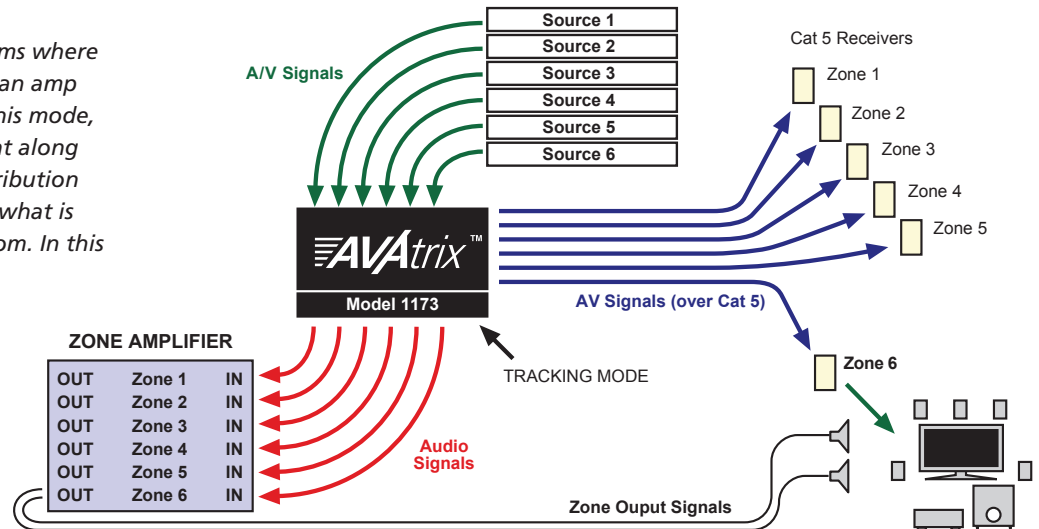 ms where
an amp
his mode,
t along
ribution
what is
om. In this
A/V Signals
Source 1
Source 2
Source 3
Source 4
Source 5
Source 6
Cat 5 Receivers
Zone 1
Zone 2
Zone 3
Zone 4
Zone 5
AVAtrix™
Model 1173
AV Signals (over Cat 5)
TRACKING MODE
Zone 6
ZONE AMPLIFIER
OUT Zone 1 IN
OUT Zone 2 IN
OUT Zone 3 IN
OUT Zone 4 IN
OUT Zone 5 IN
OUT Zone 6 IN
Audio
Signals
Zone Ouput Signals